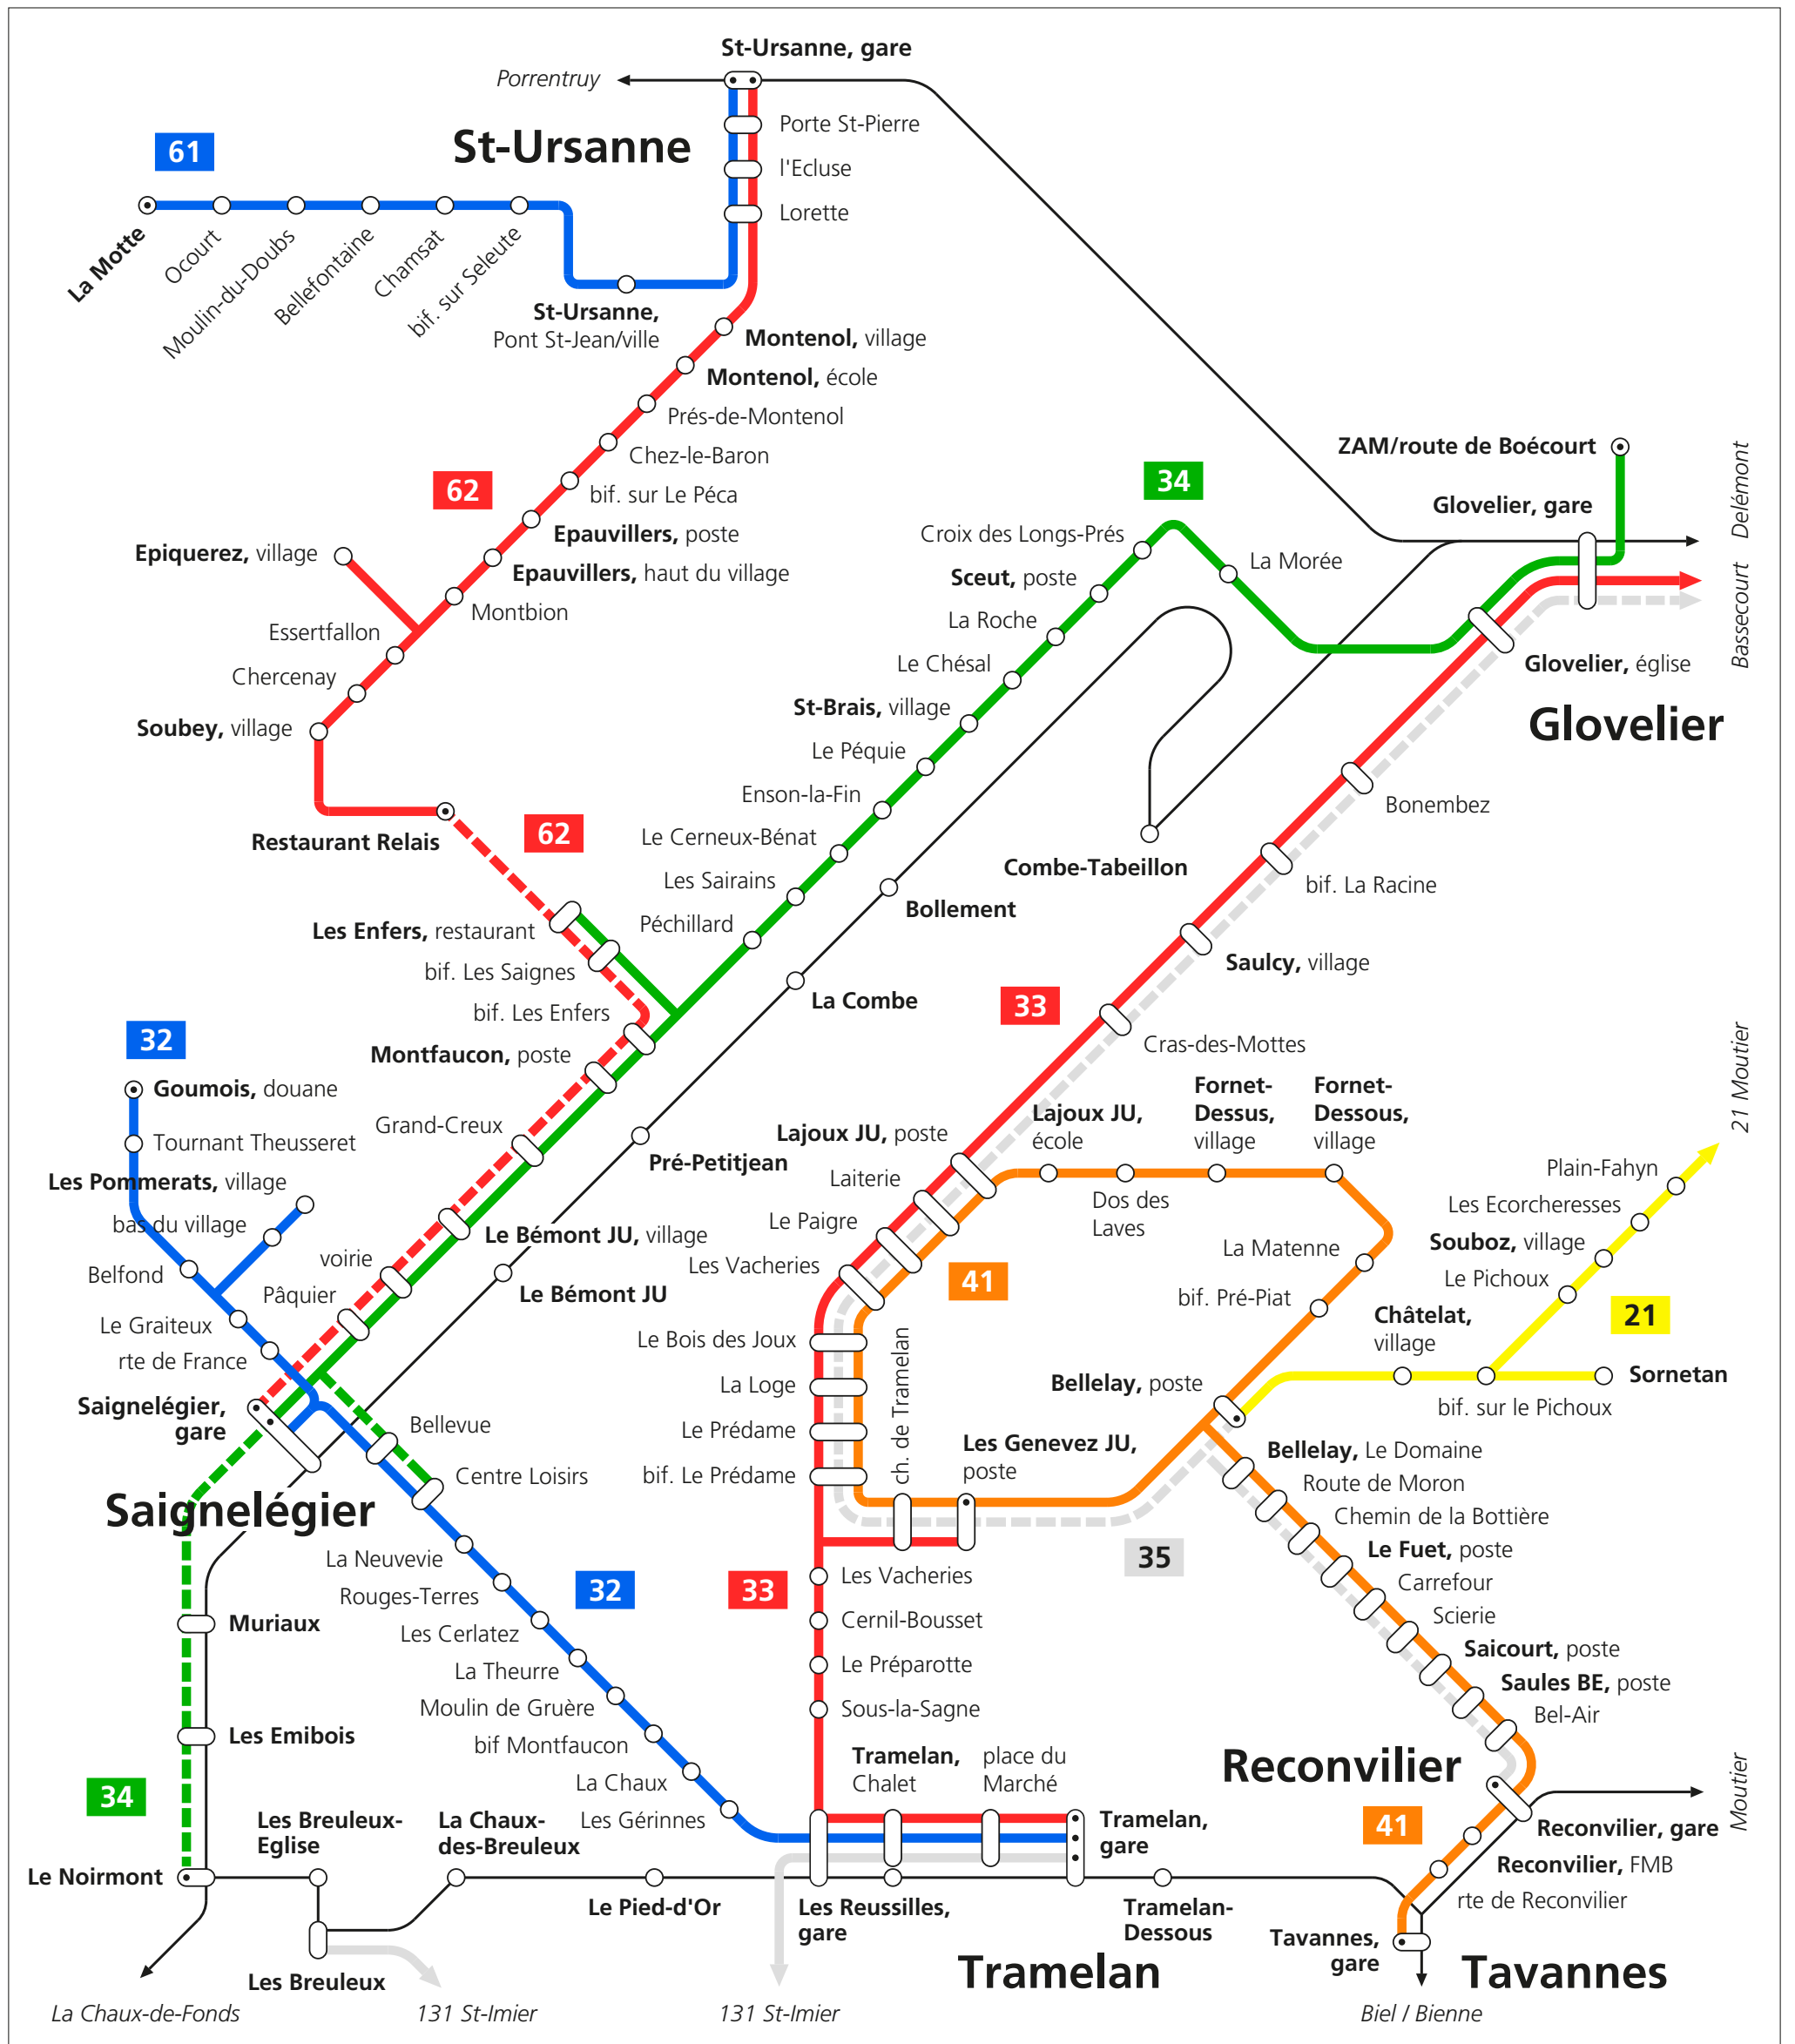 St-Ursanne, gare
Porrentruy
Porte St-Pierre
St-Ursanne
61
l'Ecluse
Lorette
La Motte
Ocourt
Moulin-du-Doubs
Bellefontaine
Chamsat
bif. sur Seleute
St-Ursanne,
Pont St-Jean/ville
Montenol, village
Montenol, école
Prés-de-Montenol
Chez-le-Baron
62
bif. sur Le Péca
Epauvillers, poste
Epiquerez, village
Epauvillers, haut du village
Montbion
Essertfallon
Chercenay
Soubey, village
Restaurant Relais
62
ZAM/route de Boécourt
Delémont
34
Glovelier, gare
Croix des Longs-Prés
La Morée
Sceut, poste
Bassecourt
La Roche
Le Chésal
Glovelier, église
St-Brais, village
Glovelier
Le Péquie
Enson-la-Fin
Bonembez
Le Cerneux-Bénat
Combe-Tabeillon
Les Sairains
bif. La Racine
Bollement
Péchillard
Les Enfers, restaurant
bif. Les Saignes
Saulcy, village
La Combe
33
bif. Les Enfers
32
Montfaucon, poste
Cras-des-Mottes
21 Moutier
Goumois, douane
Tournant Theusseret
Les Pommerats, village
bas du village
Belfond
Le Graiteux
rte de France
Grand-Creux
Pré-Petitjean
Le Bémont JU, village
voirie
Pâquier
Le Bémont JU
Lajoux JU, poste
Laiterie
Le Paigre
Les Vacheries
Lajoux JU,
école
Dos des
Laves
Fornet-
Dessus,
village
Fornet-
Dessous,
village
La Matenne
bif. Pré-Piat
41
Plain-Fahyn
Les Ecorcheresses
Souboz, village
Le Pichoux
21
Châtelat,
village
Sornetan
bif. sur le Pichoux
Le Bois des Joux
La Loge
Le Prédame
bif. Le Prédame
ch. de Tramelan
Bellelay, poste
Les Genevez JU,
poste
Saignelégier,
gare
Saignelégier
Bellevue
Centre Loisirs
Bellelay, Le Domaine
Route de Moron
Chemin de la Bottière
Le Fuet, poste
Carrefour
Scierie
Saicourt, poste
Saules BE, poste
Bel-Air
35
33
32
Les Vacheries
Cernil-Bousset
Le Préparotte
Sous-la-Sagne
La Neuvevie
Rouges-Terres
Les Cerlatez
La Theurre
Moulin de Gruère
bif Montfaucon
La Chaux
Les Gérinnes
Muriaux
Les Emibois
34
Le Noirmont
Les Breuleux-
Eglise
La Chaux-
des-Breuleux
Tramelan,
Chalet
place du
Marché
Tramelan,
gare
Reconvilier
41
Moutier
Reconvilier, gare
Reconvilier, FMB
rte de Reconvilier
Le Pied-d'Or
Les Reussilles,
gare
Tramelan-
Dessous
Tavannes,
gare
Tramelan
Tavannes
Les Breuleux
La Chaux-de-Fonds
131 St-Imier
131 St-Imier
Biel / Bienne